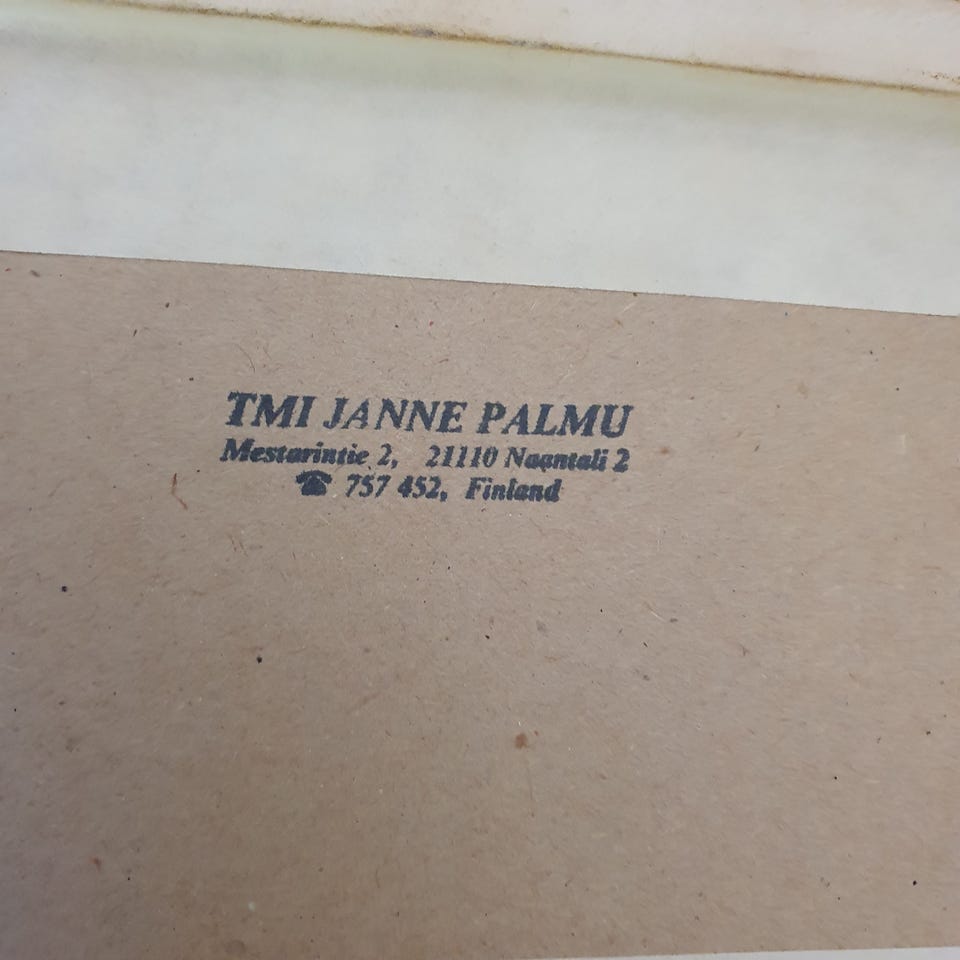 TMI JANNE PALMU
Mestarintie 2, 21110 Naantali 2
☎ 757 452, Finland